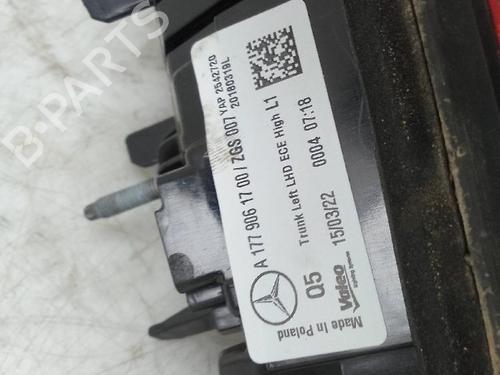 A 177 906 17 00 / ZGS 007
YAP 2542720
20180319L
Trunk Left LHD ECE High L1
Q5
15/03/22
0004 07:18
Valeo
Made In Poland
B-Parts